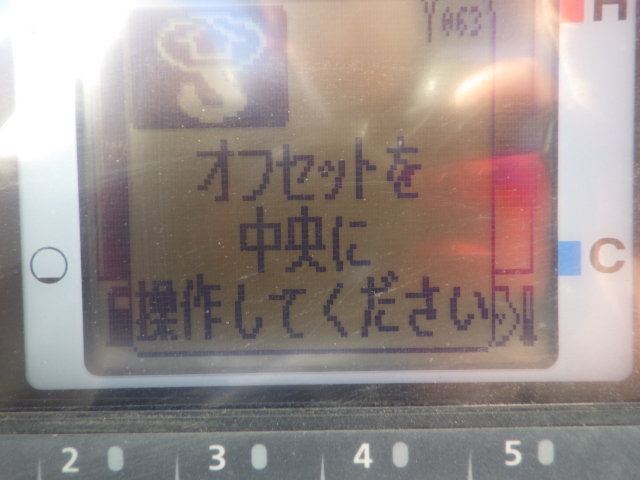 H
オフセットを
中央に
操作してください
C
2 3 4 5